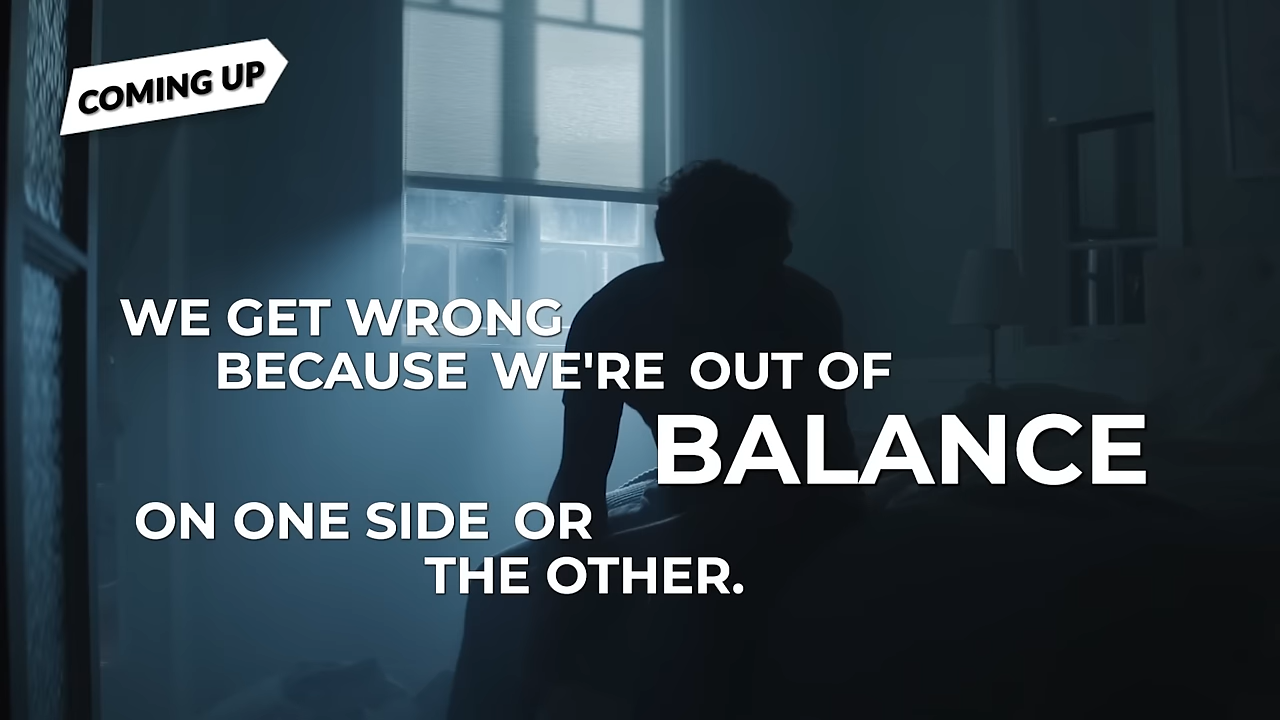 COMING UP
WE GET WRONG
BECAUSE WE'RE OUT OF
BALANCE
ON ONE SIDE OR
THE OTHER.